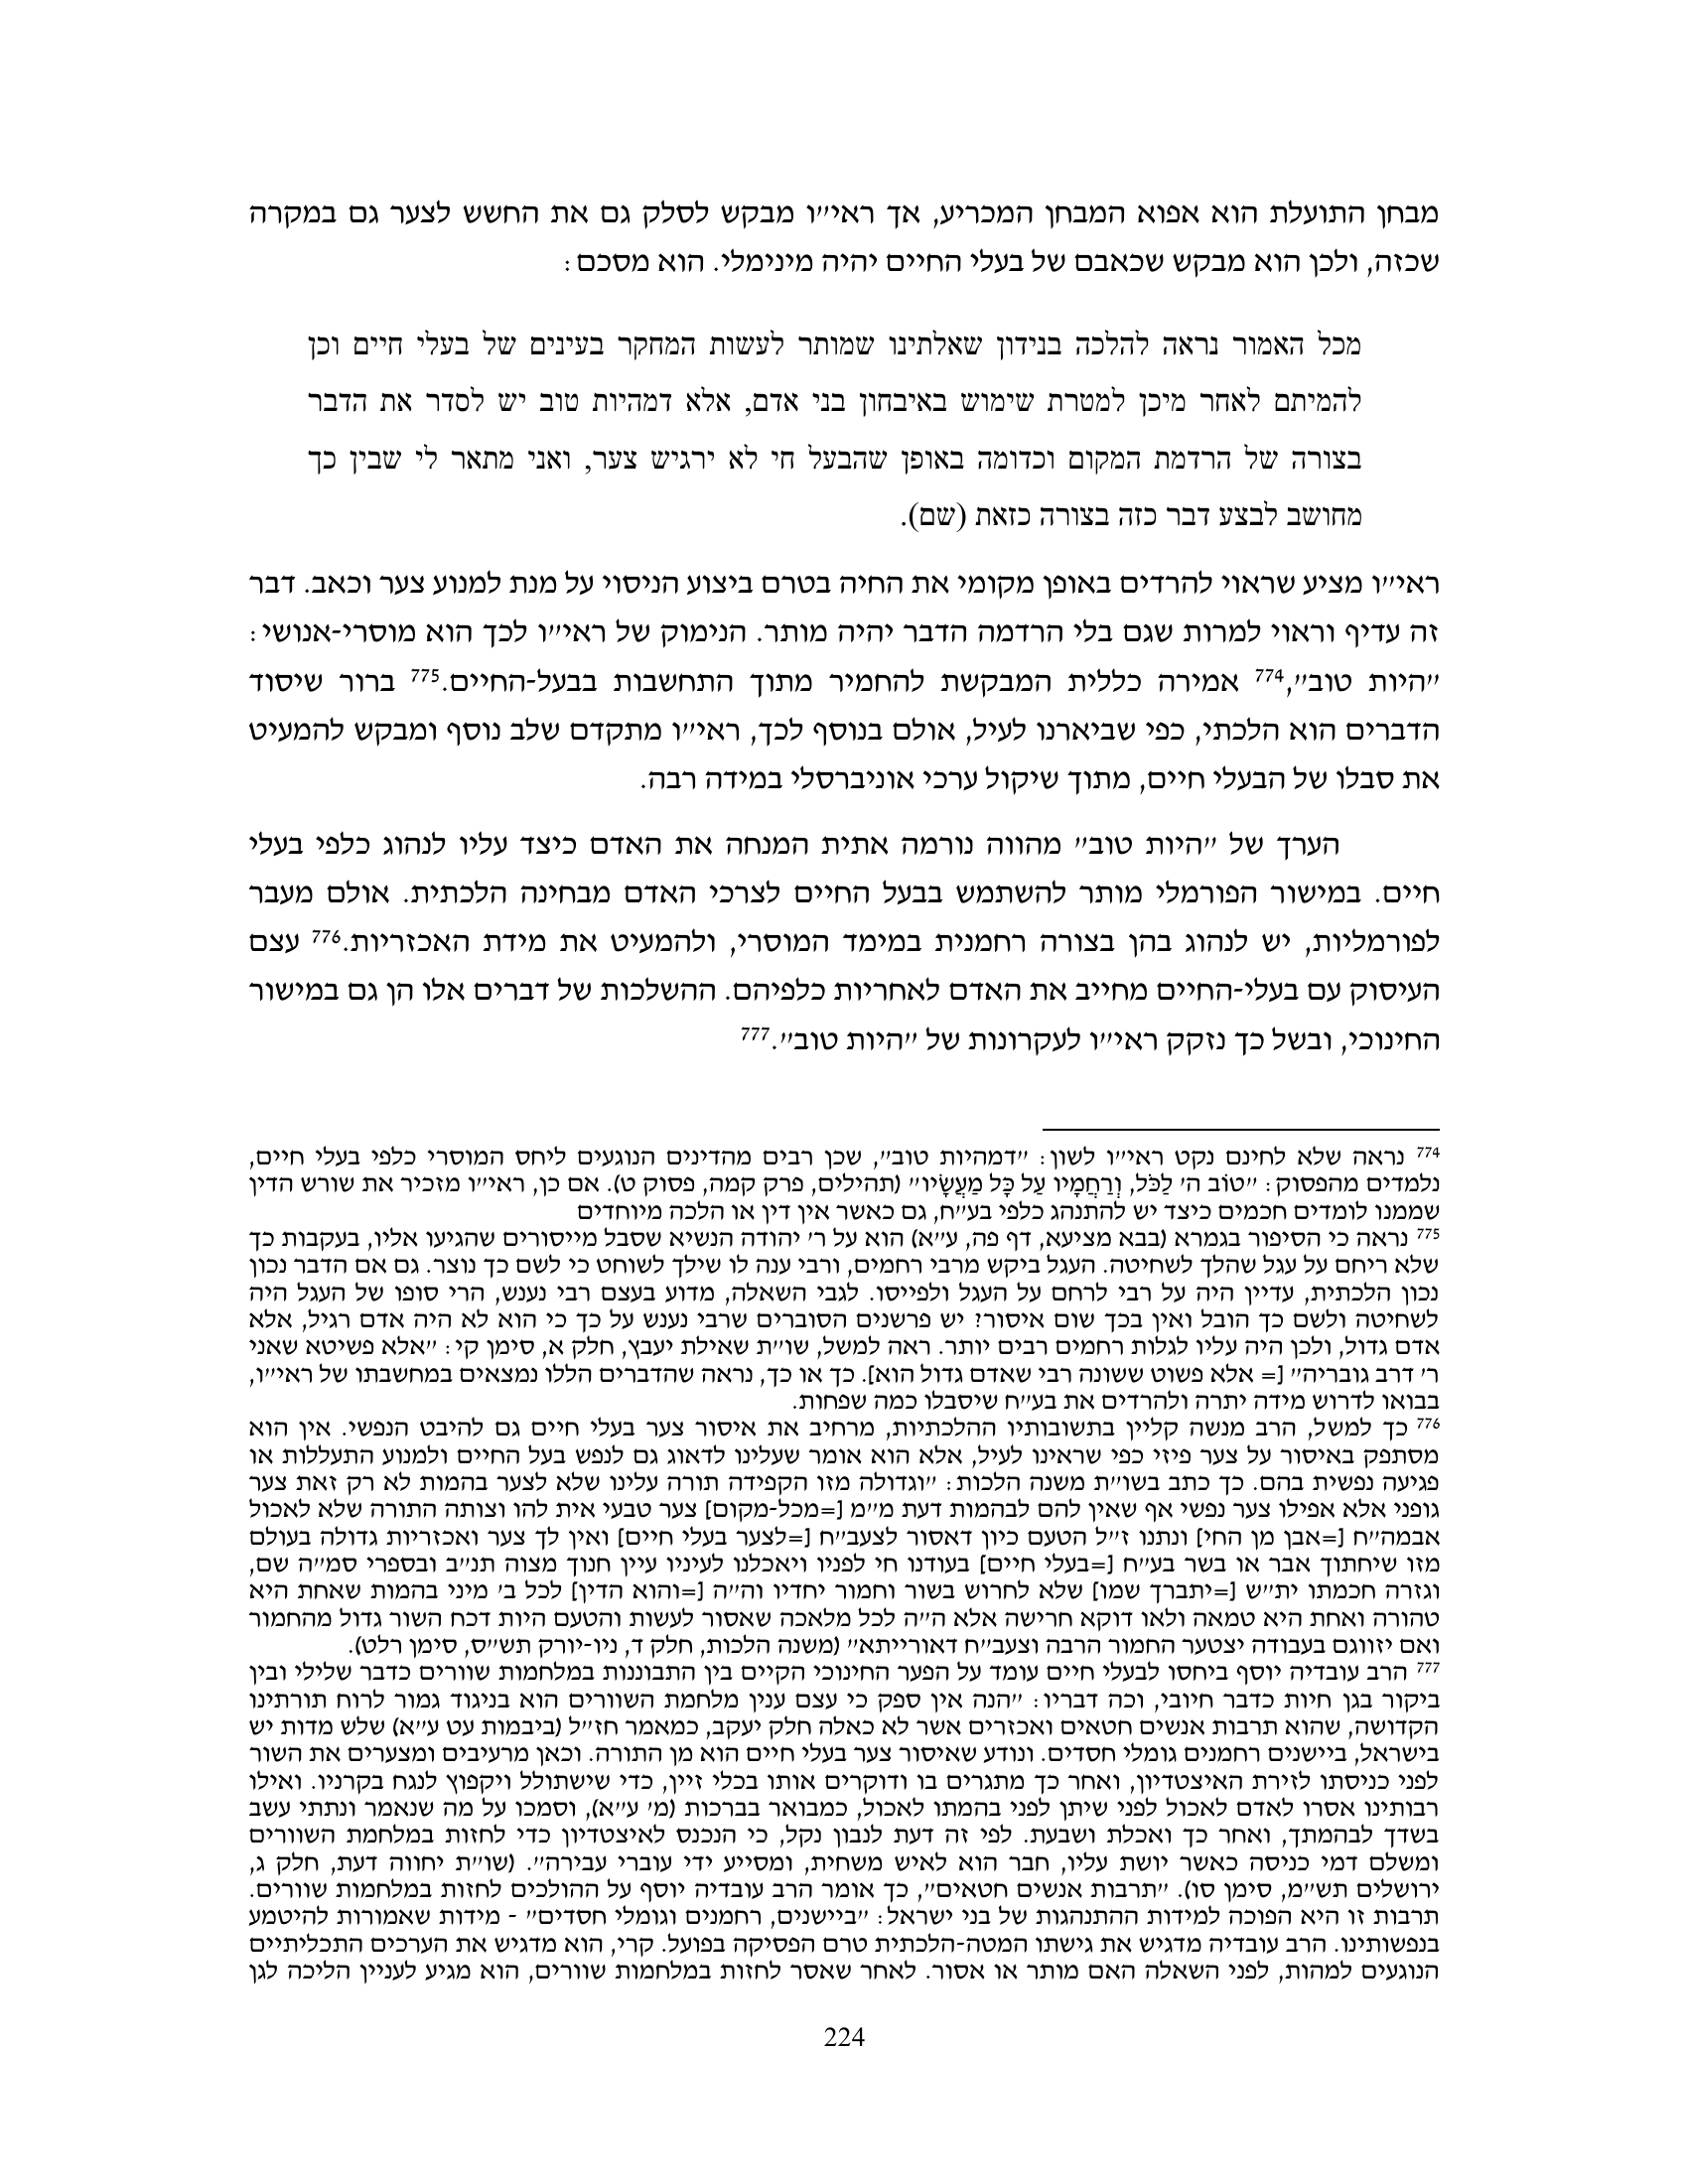 מבחן התועלת הוא אפוא המבחן המכריע, אך ראי״ו מבקש לסלק גם את החשש לצער גם במקרה
שכזה, ולכן הוא מבקש שכאבם של בעלי החיים יהיה מינימלי. הוא מסכם:
מכל האמור נראה להלכה בנידון שאלתינו שמותר לעשות המחקר בעינים של בעלי חיים וכן
להמיתם לאחר מיכן למטרת שימוש באיבחון בני אדם, אלא דמהיות טוב יש לסדר את הדבר
בצורה של הרדמת המקום וכדומה באופן שהבעל חי לא ירגיש צער, ואני מתאר לי שבין כך
מחושב לבצע דבר כזה בצורה כזאת (שם).
ראי״ו מציע שראוי להרדים באופן מקומי את החיה בטרם ביצוע הניסוי על מנת למנוע צער וכאב. דבר
זה עדיף וראוי למרות שגם בלי הרדמה הדבר יהיה מותר. הנימוק של ראי״ו לכך הוא מוסרי-אנושי:
״היות טוב״,774 אמירה כללית המבקשת להחמיר מתוך התחשבות בבעל-החיים.775 ברור שיסוד
הדברים הוא הלכתי, כפי שביארנו לעיל, אולם בנוסף לכך, ראי״ו מתקדם שלב נוסף ומבקש להמעיט
את סבלו של הבעלי חיים, מתוך שיקול ערכי אוניברסלי במידה רבה.
הערך של ״היות טוב״ מהווה נורמה אתית המנחה את האדם כיצד עליו לנהוג כלפי בעלי
חיים. במישור הפורמלי מותר להשתמש בבעל החיים לצרכי האדם מבחינה הלכתית. אולם מעבר
לפורמליות, יש לנהוג בהן בצורה רחמנית במימד המוסרי, ולהמעיט את מידת האכזריות.776 עצם
העיסוק עם בעלי-החיים מחייב את האדם לאחריות כלפיהם. ההשלכות של דברים אלו הן גם במישור
החינוכי, ובשל כך נזקק ראי״ו לעקרונות של ״היות טוב״.777
774 נראה שלא לחינם נקט ראי״ו לשון: ״דמהיות טוב״, שכן רבים מהדינים הנוגעים ליחס המוסרי כלפי בעלי חיים,
נלמדים מהפסוק: ״טוֹב ה׳ לַכֹּל, וְרַחֲמָיו עַל כָּל מַעֲשָׂיו״ (תהילים, פרק קמה, פסוק ט). אם כן, ראי״ו מזכיר את שורש הדין
שממנו לומדים חכמים כיצד יש להתנהג כלפי בע״ח, גם כאשר אין דין או הלכה מיוחדים
775 נראה כי הסיפור בגמרא (בבא מציעא, דף פה, ע״א) הוא על ר׳ יהודה הנשיא שסבל מייסורים שהגיעו אליו, בעקבות כך
שלא ריחם על עגל שהלך לשחיטה. העגל ביקש מרבי רחמים, ורבי ענה לו שילך לשוחט כי לשם כך נוצר. גם אם הדבר נכון
נכון הלכתית, עדיין היה על רבי לרחם על העגל ולפייסו. לגבי השאלה, מדוע בעצם רבי נענש, הרי סופו של העגל היה
לשחיטה ולשם כך הובל ואין בכך שום איסור? יש פרשנים הסוברים שרבי נענש על כך כי הוא לא היה אדם רגיל, אלא
אדם גדול, ולכן היה עליו לגלות רחמים רבים יותר. ראה למשל, שו״ת שאילת יעבץ, חלק א, סימן קי: ״אלא פשיטא שאני
ר׳ דרב גובריה״ [= אלא פשוט ששונה רבי שאדם גדול הוא]. כך או כך, נראה שהדברים הללו נמצאים במחשבתו של ראי״ו,
בבואו לדרוש מידה יתרה ולהרדים את בע״ח שיסבלו כמה שפחות.
776 כך למשל, הרב מנשה קליין בתשובותיו ההלכתיות, מרחיב את איסור צער בעלי חיים גם להיבט הנפשי. אין הוא
מסתפק באיסור על צער פיזי כפי שראינו לעיל, אלא הוא אומר שעלינו לדאוג גם לנפש בעל החיים ולמנוע התעללות או
פגיעה נפשית בהם. כך כתב בשו״ת משנה הלכות: ״וגדולה מזו הקפידה תורה עלינו שלא לצער בהמות לא רק זאת צער
גופני אלא אפילו צער נפשי אף שאין להם לבהמות דעת מ״מ [=מכל-מקום] צער טבעי אית להו וצותה התורה שלא לאכול
אבמה״ח [=אבן מן החי] ונתנו ז״ל הטעם כיון דאסור לצעב״ח [=לצער בעלי חיים] ואין לך צער ואכזריות גדולה בעולם
מזו שיחתוך אבר או בשר בע״ח [=בעלי חיים] בעודנו חי לפניו ויאכלנו לעיניו עיין חנוך מצוה תנ״ב ובספרי סמ״ה שם,
וגזרה חכמתו ית״ש [=יתברך שמו] שלא לחרוש בשור וחמור יחדיו וה״ה [=והוא הדין] לכל ב׳ מיני בהמות שאחת היא
טהורה ואחת היא טמאה ולאו דוקא חרישה אלא ה״ה לכל מלאכה שאסור לעשות והטעם היות דכח השור גדול מהחמור
ואם יזווגם בעבודה יצטער החמור הרבה וצעב״ח דאורייתא״ (משנה הלכות, חלק ד, ניו-יורק תש״ס, סימן רלט).
777 הרב עובדיה יוסף ביחסו לבעלי חיים עומד על הפער החינוכי הקיים בין התבוננות במלחמות שוורים כדבר שלילי ובין
ביקור בגן חיות כדבר חיובי, וכה דבריו: ״הנה אין ספק כי עצם ענין מלחמת השוורים הוא בניגוד גמור לרוח תורתינו
הקדושה, שהוא תרבות אנשים חטאים ואכזרים אשר לא כאלה חלק יעקב, כמאמר חז״ל (יבמות עט ע״א) שלש מדות יש
בישראל, ביישנים רחמנים גומלי חסדים. ונודע שאיסור צער בעלי חיים הוא מן התורה. וכאן מרעיבים ומצערים את השור
לפני כניסתו לזירת האיצטדיון, ואחר כך מתגרים בו ודוקרים אותו בכלי זיין, כדי שישתולל ויקפוץ לנגח בקרניו. ואילו
רבותינו אסרו לאדם לאכול לפני שיתן לפני בהמתו לאכול, כמבואר בברכות (מ׳ ע״א), וסמכו על מה שנאמר ונתתי עשב
בשדך לבהמתך, ואחר כך ואכלת ושבעת. לפי זה דעת לנבון נקל, כי הנכנס לאיצטדיון כדי לחזות במלחמת השוורים
ומשלם דמי כניסה כאשר יושת עליו, חבר הוא לאיש משחית, ומסייע ידי עוברי עבירה״. (שו״ת יחווה דעת, חלק ג,
ירושלים תש״מ, סימן סו). ״תרבות אנשים חטאים״, כך אומר הרב עובדיה יוסף על ההולכים לחזות במלחמות שוורים.
תרבות זו היא הפוכה למידות ההתנהגות של בני ישראל: ״ביישנים, רחמנים וגומלי חסדים״ - מידות שאמורות להיטמע
בנפשותינו. הרב עובדיה מדגיש את גישתו המטה-הלכתית טרם הפסיקה בפועל. קרי, הוא מדגיש את הערכים התכליתיים
הנוגעים למהות, לפני השאלה האם מותר או אסור. לאחר שאסר לחזות במלחמות שוורים, הוא מגיע לעניין הליכה לגן
224